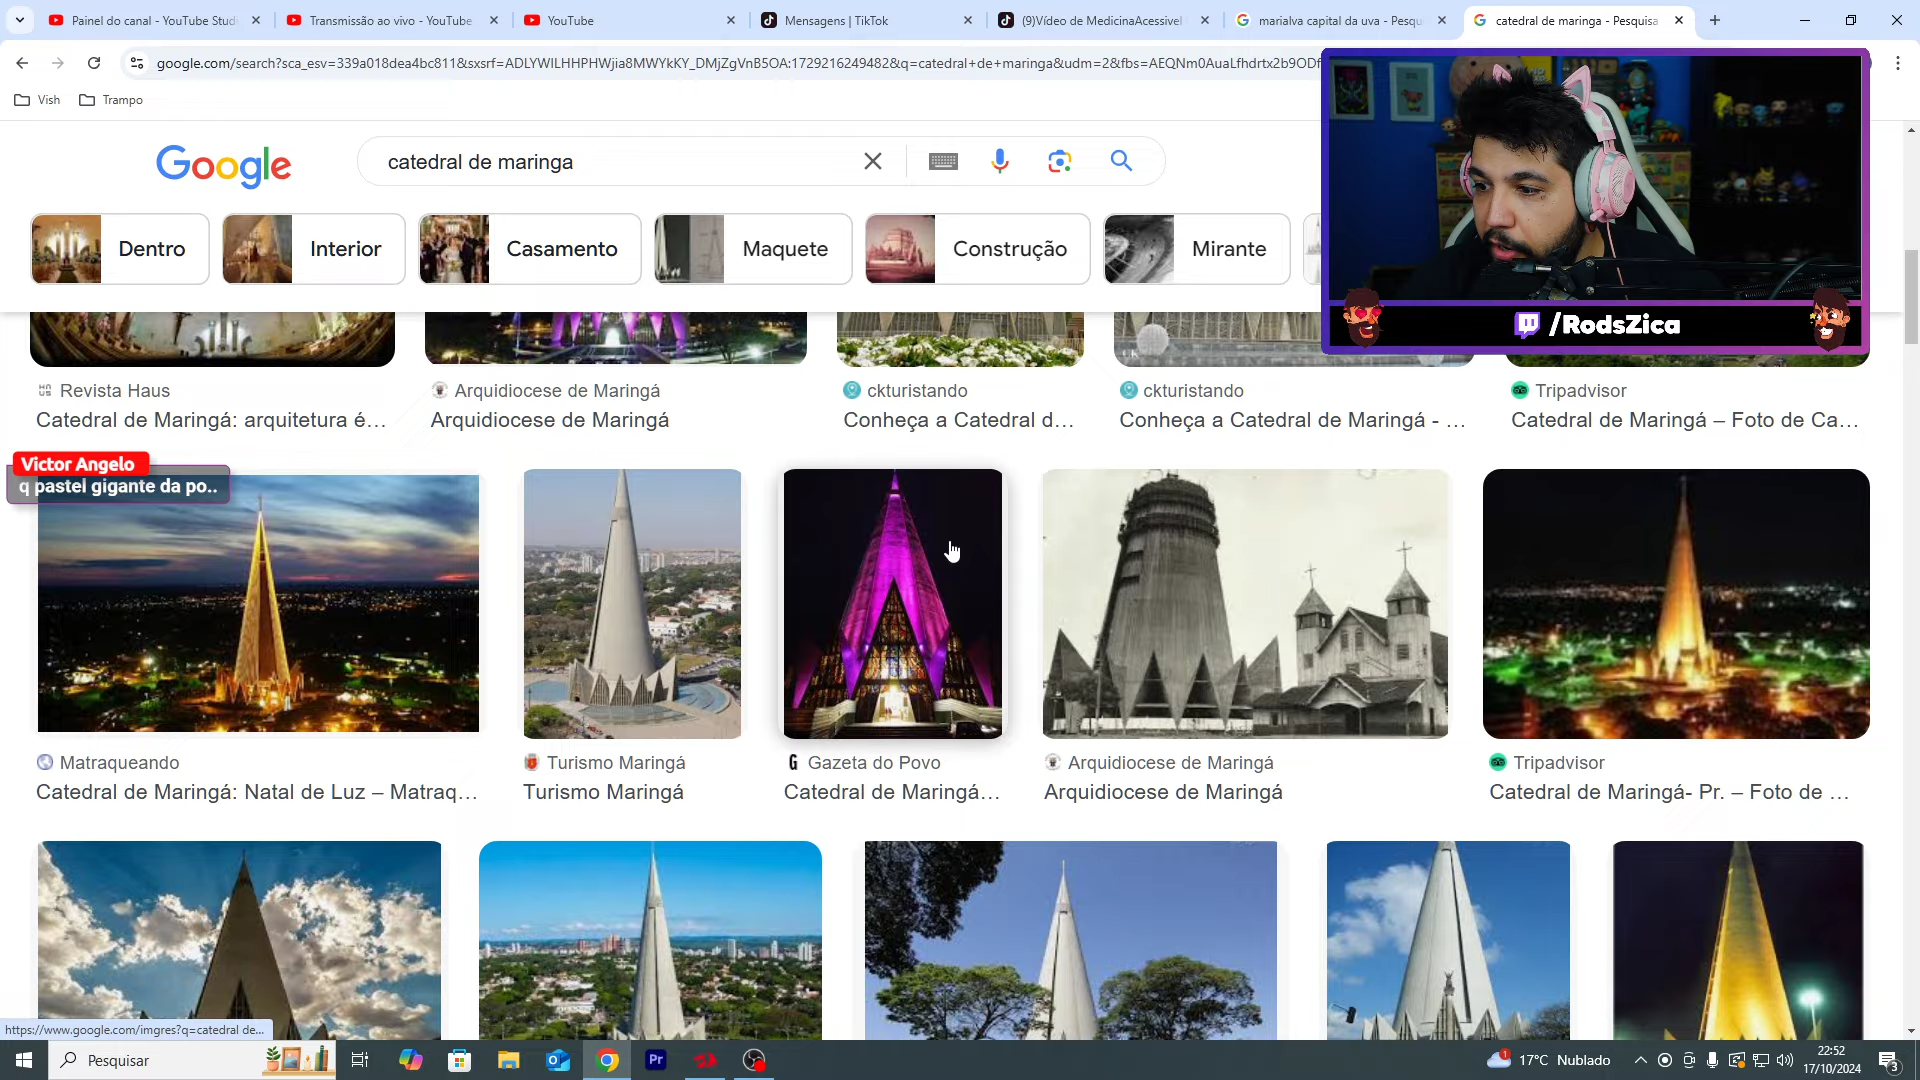 Painel do canal - YouTube Stud
Transmissão ao vivo - YouTube
YouTube
Mensagens | TikTok
(9)Vídeo de MedicinaAcessivel
marialva capital da uva - Pesqu
catedral de maringa - Pesquisa
google.com/search?sca_esv=339a018dea4bc811&sxsrf=ADLYWILHHPHWjia8MWYkKY_DMjZgVnB5OA:1729216249482&q=catedral+de+maringa&udm=2&fbs=AEQNm0AuaLfhdrtx2b9ODf
Vish
Trampo
Google
catedral de maringa
Dentro
Interior
Casamento
Maquete
Construção
Mirante
/RodsZica
Revista Haus
Catedral de Maringá: arquitetura é...
Arquidiocese de Maringá
Arquidiocese de Maringá
ckturistando
Conheça a Catedral d...
ckturistando
Conheça a Catedral de Maringá - ...
Tripadvisor
Catedral de Maringá – Foto de Ca...
Victor Angelo
q pastel gigante da po..
Matraqueando
Catedral de Maringá: Natal de Luz – Matraq...
Turismo Maringá
Turismo Maringá
G Gazeta do Povo
Catedral de Maringá...
Arquidiocese de Maringá
Arquidiocese de Maringá
Tripadvisor
Catedral de Maringá- Pr. – Foto de ...
https://www.google.com/imgres?q=catedral de...
Pesquisar
Pr
1
17°C Nublado
22:52
17/10/2024
3